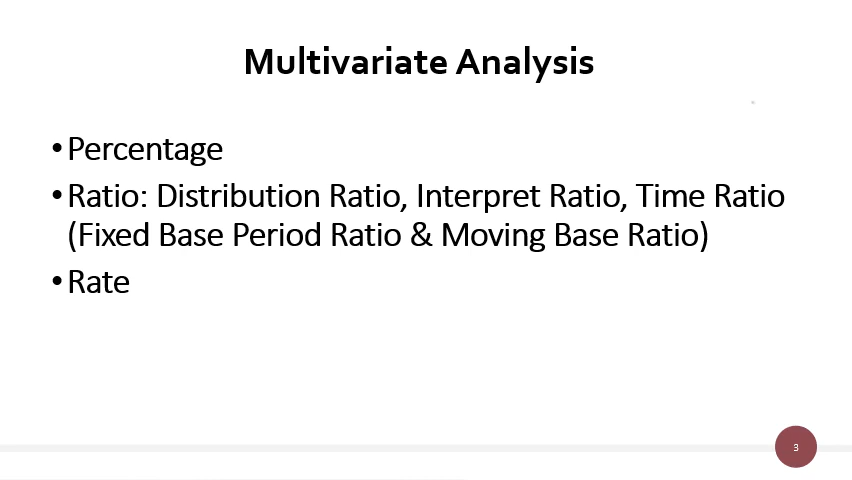 Multivariate Analysis
•Percentage
•Ratio: Distribution Ratio, Interpret Ratio, Time Ratio
(Fixed Base Period Ratio & Moving Base Ratio)
•Rate
3